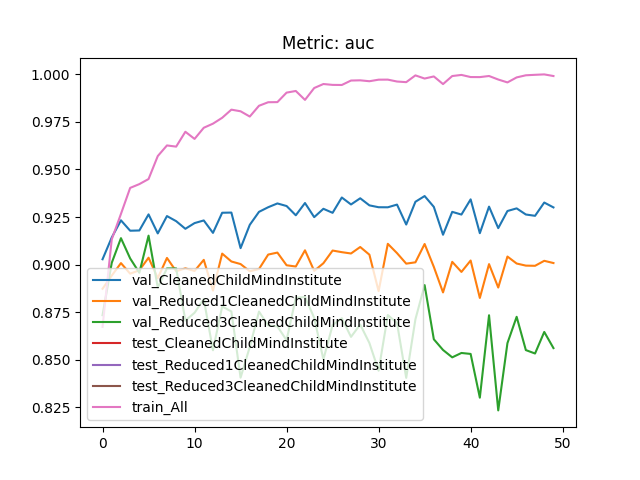 Metric: auc
1.000
0.975
0.950
0.925
0.900
0.875
0.850
0.825
val_CleanedChildMindInstitute
val_Reduced1CleanedChildMindInstitute
val_Reduced3CleanedChildMindInstitute
test_CleanedChildMindInstitute
test_Reduced1CleanedChildMindInstitute
test_Reduced3CleanedChildMindInstitute
train_All
0
10
20
30
40
50